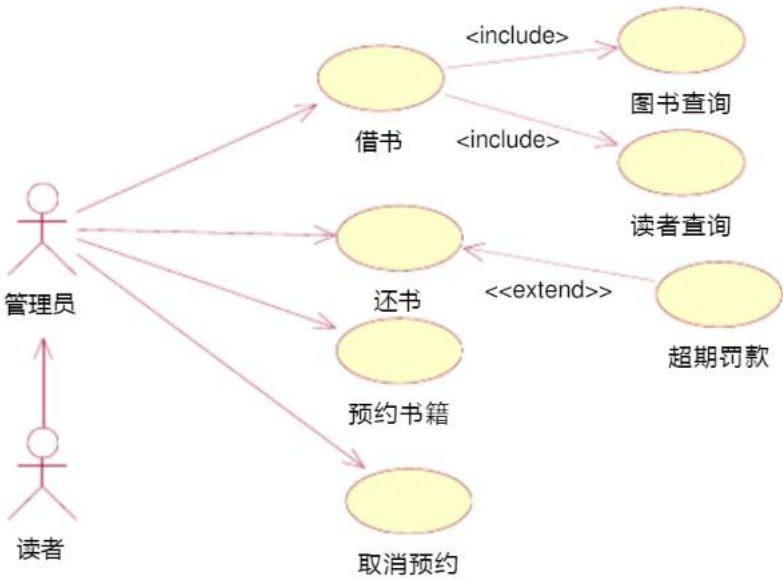 <include>
图书查询
借书
<include>
读者查询
管理员
还书
<<extend>>
超期罚款
预约书籍
读者
取消预约